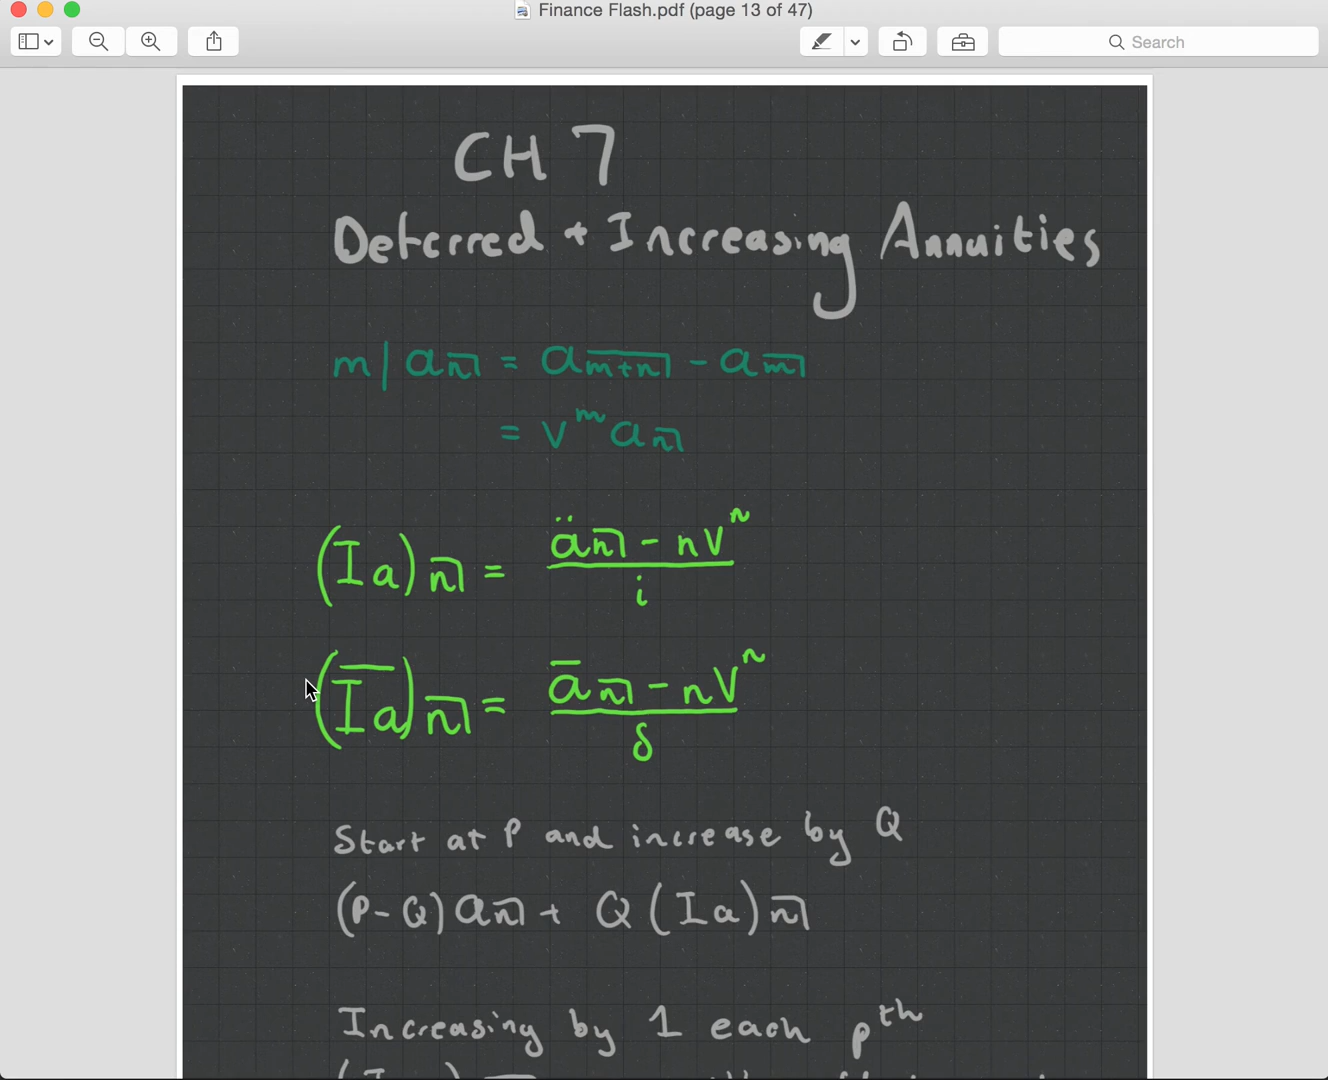 Finance Flash.pdf (page 13 of 47)
Search
CH 7
Deferred + Increasing Annuities
m| a n̅| = a m+n̅| - a m̅|
= v^m a n̅|
(Ia) n̅| = (ä n̅| - nv^n) / i
(I̅a̅) n̅| = (a̅ n̅| - nv^n) / δ
Start at P and increase by Q
(P-Q) a n̅| + Q (Ia) n̅|
Increasing by 1 each p^th